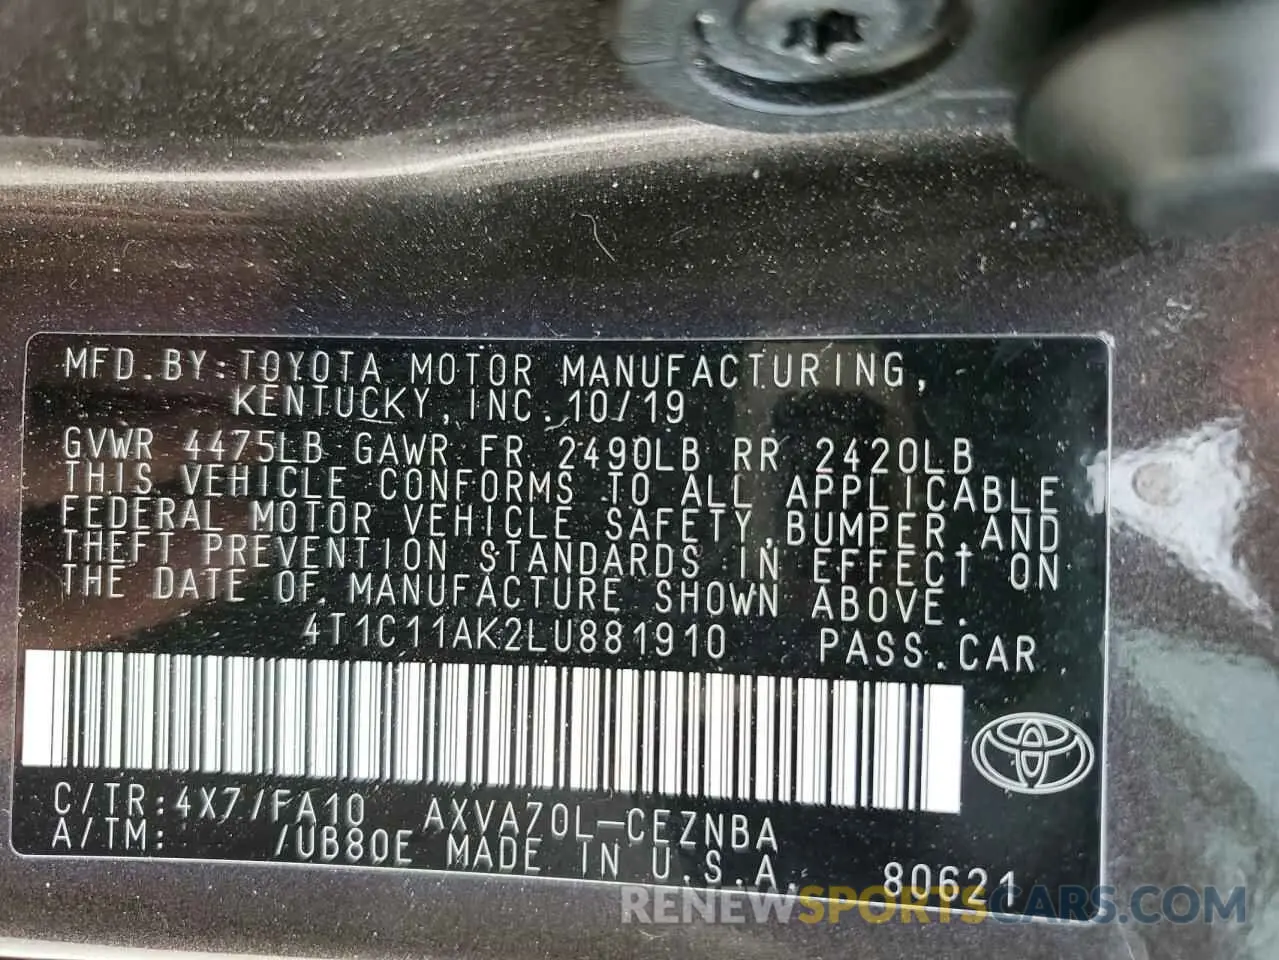 MFD.BY:TOYOTA MOTOR MANUFACTURING,
KENTUCKY, INC. 10/19
GVWR 4475LB GAWR FR 2490LB RR 2420LB
THIS VEHICLE CONFORMS TO ALL APPLICABLE
FEDERAL MOTOR VEHICLE SAFETY,BUMPER,AND
THEFT PREVENTION STANDARDS IN EFFECT ON
THE DATE OF MANUFACTURE SHOWN ABOVE.
4T1C11AK2LU881910 PASS.CAR
C/TR:4X7/FA10 AXVA70L-CEZNBA
A/TM: /UB80E MADE IN U.S.A. 80621
RENEWSPORTSCARS.COM